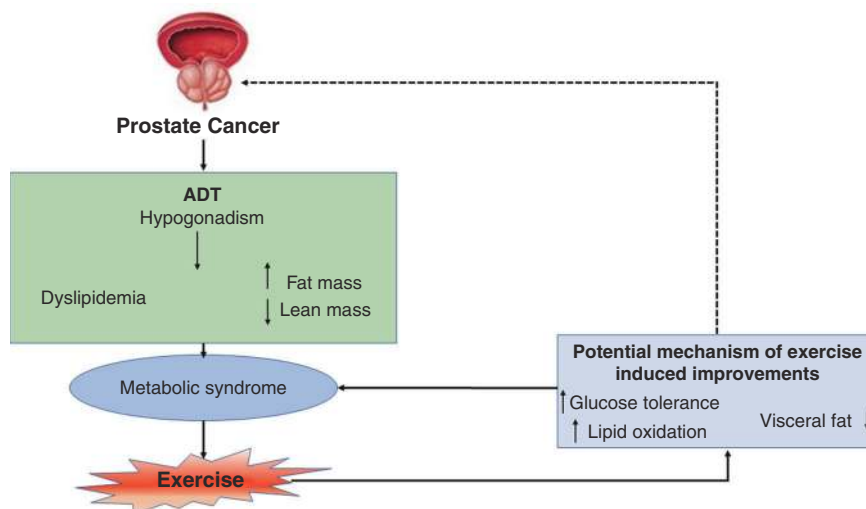 Prostate Cancer
ADT
Hypogonadism
Fat mass
Dyslipidemia
Lean mass
Metabolic syndrome
Exercise
Potential mechanism of exercise
induced improvements
Glucose tolerance
Visceral fat
Lipid oxidation